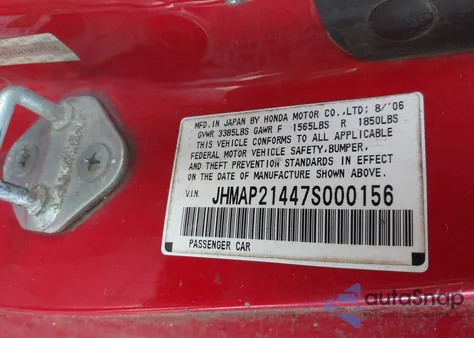 MFD.IN JAPAN BY HONDA MOTOR CO.,LTD; 8/'06
GVWR 3385LBS GAWR F 1565LBS R 1850LBS
THIS VEHICLE CONFORMS TO ALL APPLICABLE
FEDERAL MOTOR VEHICLE SAFETY,BUMPER,
AND THEFT PREVENTION STANDARDS IN EFFECT
ON THE DATE OF MANUFACTURE SHOWN ABOVE.
V.I.N. JHMAP21447S000156
PASSENGER CAR
autoSnap